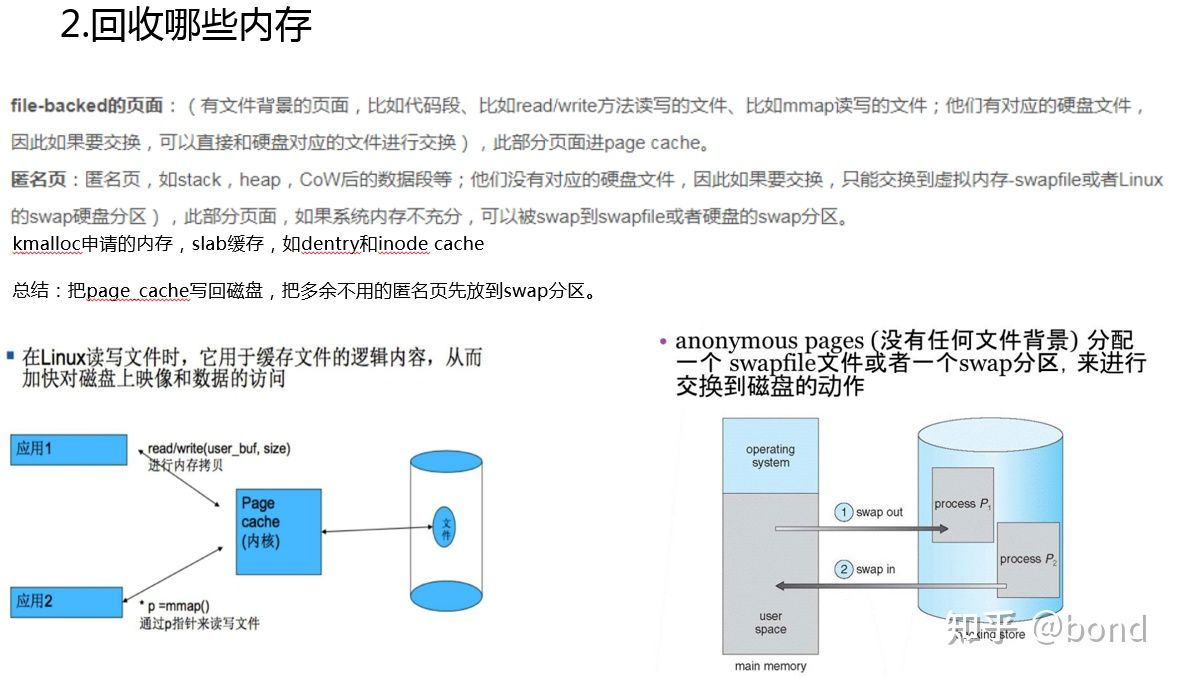 2.回收哪些内存
file-backed的页面：（有文件背景的页面，比如代码段、比如read/write方法读写的文件、比如mmap读写的文件；他们有对应的硬盘文件，
因此如果要交换，可以直接和硬盘对应的文件进行交换），此部分页面进page cache。
匿名页：匿名页，如stack，heap，CoW后的数据段等；他们没有对应的硬盘文件，因此如果要交换，只能交换到虚拟内存-swapfile或者Linux
的swap硬盘分区），此部分页面，如果系统内存不充分，可以被swap到swapfile或者硬盘的swap分区。
kmalloc申请的内存，slab缓存，如dentry和inode cache
总结：把page cache写回磁盘，把多余不用的匿名页先放到swap分区。
在Linux读写文件时，它用于缓存文件的逻辑内容，从而
加快对磁盘上映像和数据的访问
应用1
read/write(user_buf, size)
进行内存拷贝
Page
cache
(内核)
文
件
应用2
* p =mmap()
通过p指针来读写文件
• anonymous pages (没有任何文件背景) 分配
一个 swapfile文件或者一个swap分区, 来进行
交换到磁盘的动作
operating
system
process P1
1 swap out
process P2
2 swap in
user
space
store
main memory
知乎 @bond